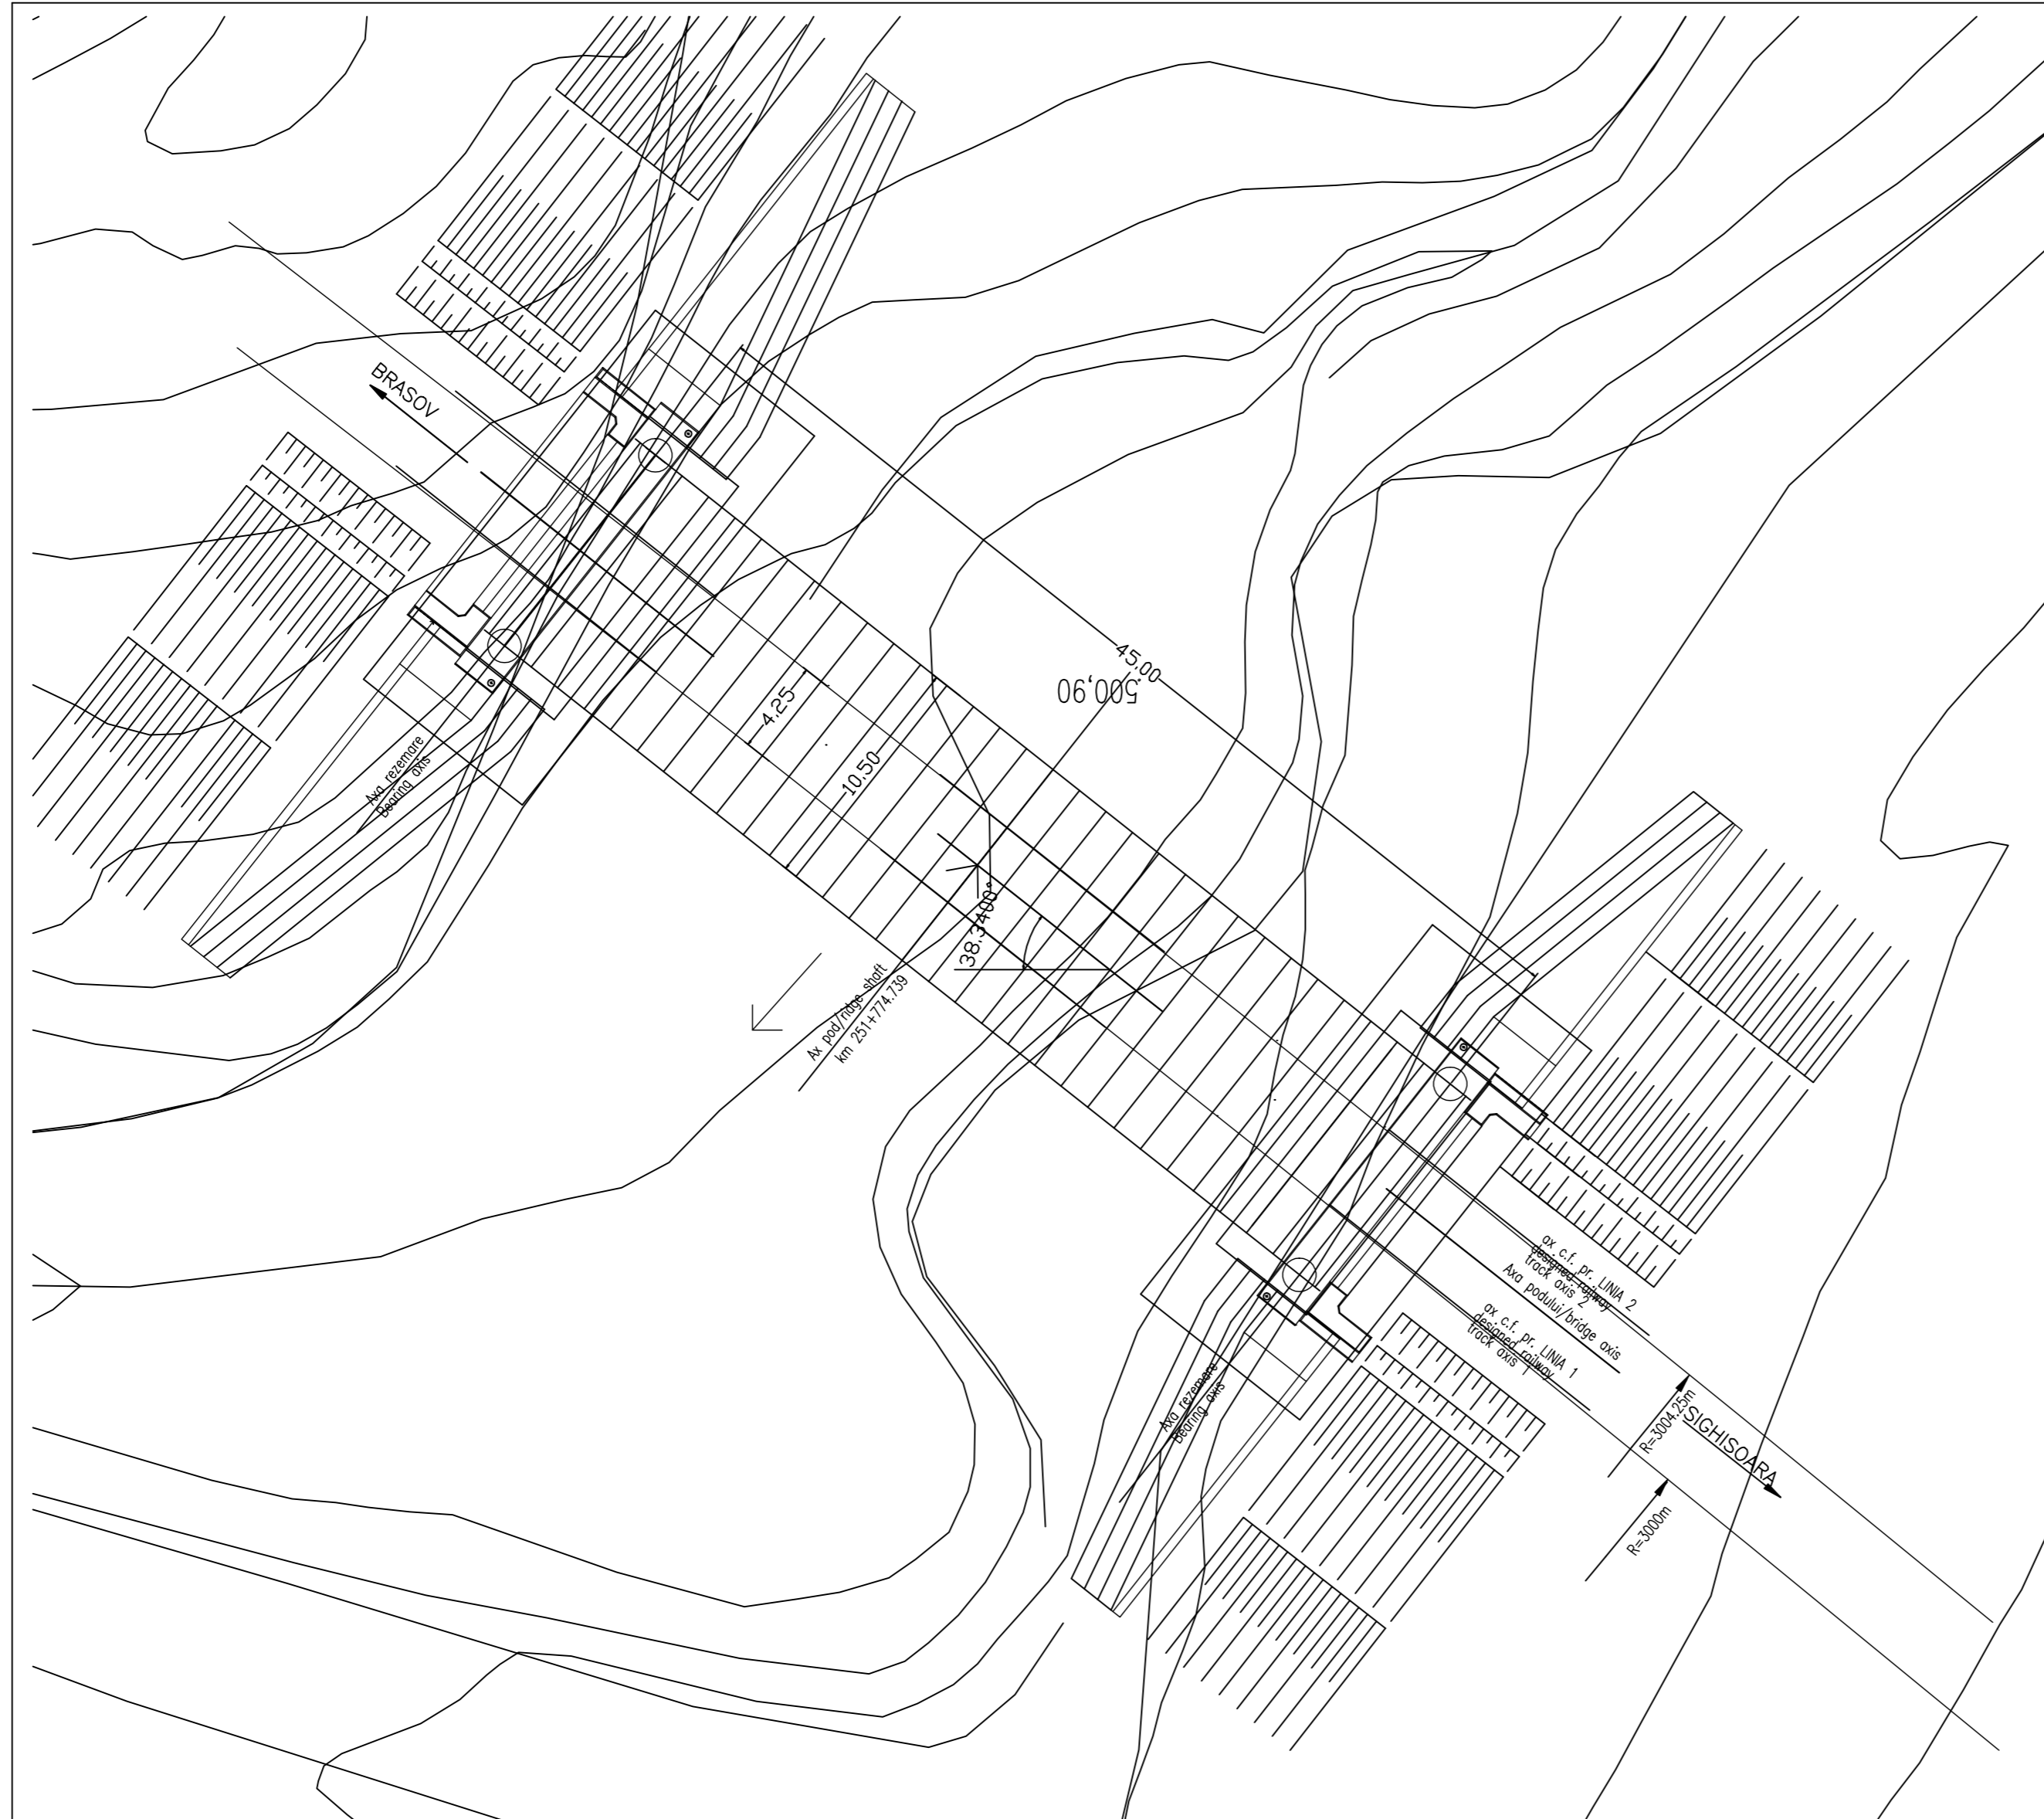 BRASOV
45.00
500,90
4.25
10.50
Axa rezemare
Bearing axis
38.3400°
Ax pod/ridge shaft
km 251+774.739
ax c.f. pr. LINIA 2
designed railway
track axis 2
Axa podului/bridge axis
ax c.f. pr. LINIA 1
designed railway
track axis 1
Axa rezemare
Bearing axis
R=3004.25m
SIGHISOARA
R=3000m